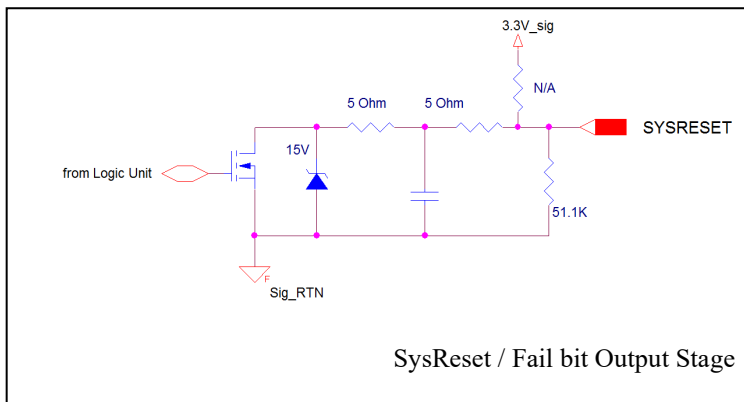 3.3V_sig
N/A
5 Ohm
5 Ohm
SYSRESET
15V
from Logic Unit
51.1K
F
Sig_RTN
SysReset / Fail bit Output Stage